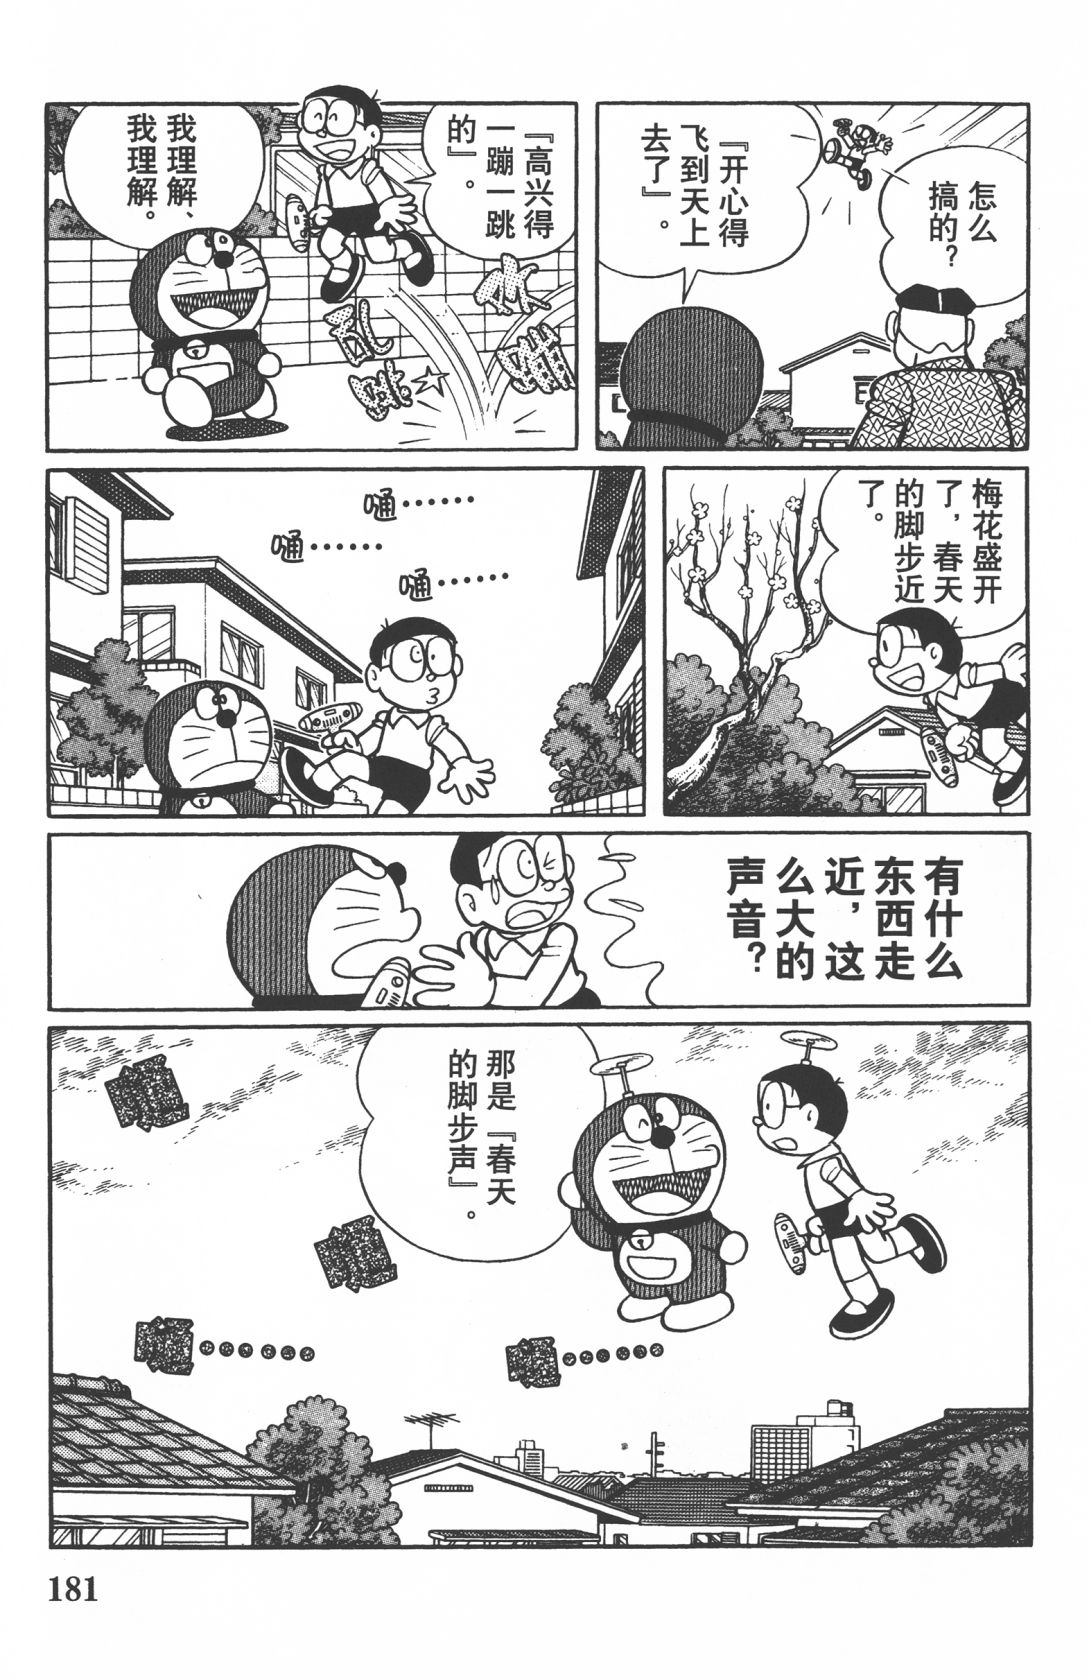 怎么
搞的？
『开心得
飞到天上
去了』。
『高兴得
一蹦一跳
的』。
欢
蹦
乱
跳
我理解、
我理解。
梅花盛开
了，春天
的脚步近
了。
嗵……
嗵……
嗵……
有什么
东西走
近，这
么大的
声音？
那是『春天
的脚步声』。
181